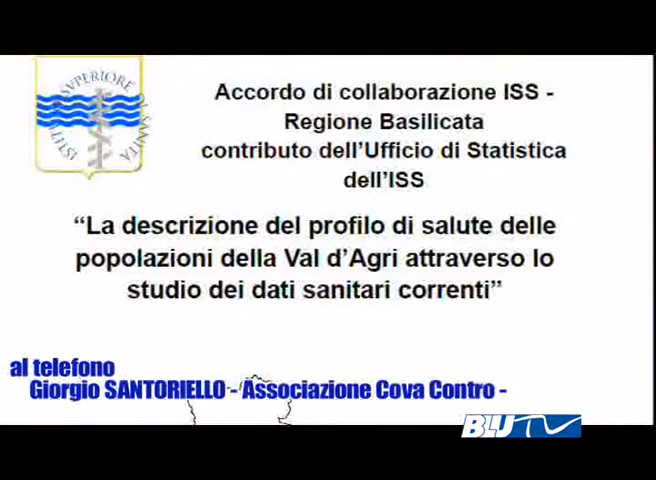 ISTITUTO SUPERIORE DI SANITÀ
Accordo di collaborazione ISS -
Regione Basilicata
contributo dell'Ufficio di Statistica
dell'ISS
“La descrizione del profilo di salute delle
popolazioni della Val d'Agri attraverso lo
studio dei dati sanitari correnti”
al telefono
Giorgio SANTORIELLO - Associazione Cova Contro -
BLU TV